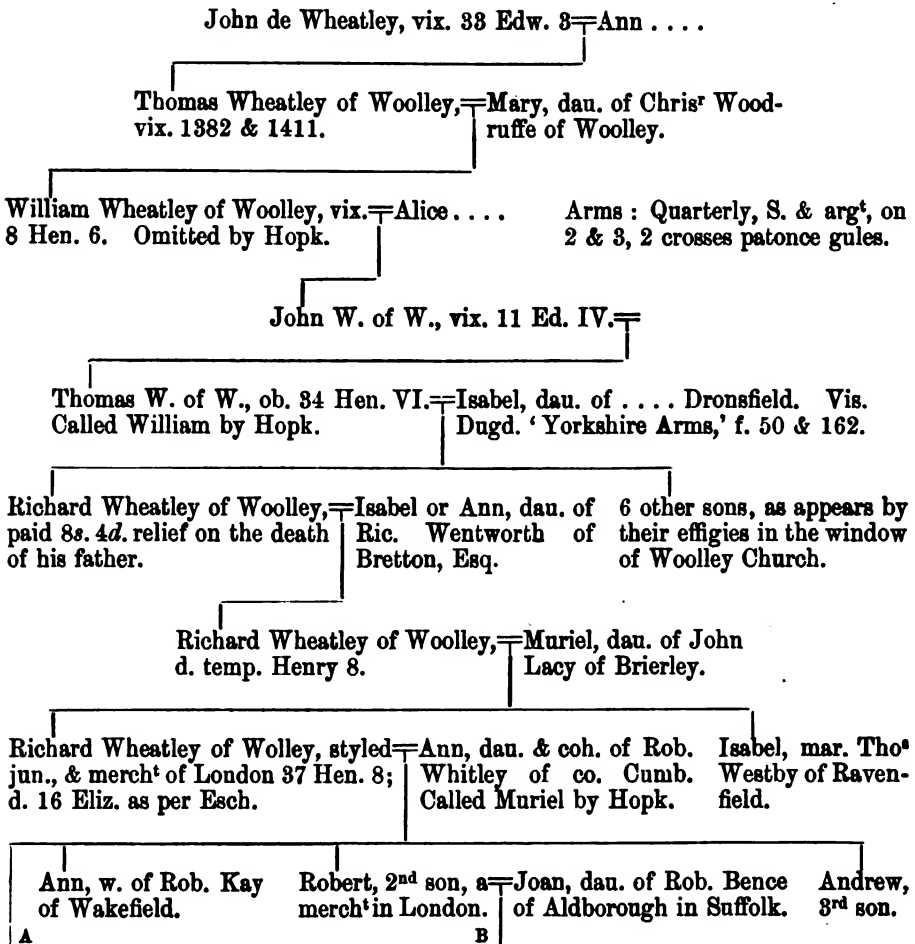 John de Wheatley, vix. 33 Edw. 3=Ann . . . .
Thomas Wheatley of Woolley,=Mary, dau. of Chrisʳ Wood-
vix. 1382 & 1411. ruffe of Woolley.
William Wheatley of Woolley, vix.=Alice . . . .
8 Hen. 6. Omitted by Hopk.
Arms : Quarterly, S. & argᵗ, on
2 & 3, 2 crosses patonce gules.
John W. of W., vix. 11 Ed. IV.=
Thomas W. of W., ob. 34 Hen. VI.=Isabel, dau. of . . . . Dronsfield. Vis.
Called William by Hopk. Dugd. ‘ Yorkshire Arms,’ f. 50 & 162.
Richard Wheatley of Woolley,=
paid 8s. 4d. relief on the death
of his father.
Isabel or Ann, dau. of
Ric. Wentworth of
Bretton, Esq.
6 other sons, as appears by
their effigies in the window
of Woolley Church.
Richard Wheatley of Woolley,=Muriel, dau. of John
d. temp. Henry 8. Lacy of Brierley.
Richard Wheatley of Wolley, styled=
jun., & merchᵗ of London 37 Hen. 8;
d. 16 Eliz. as per Esch.
Ann, dau. & coh. of Rob.
Whitley of co. Cumb.
Called Muriel by Hopk.
Isabel, mar. Thoˢ
Westby of Raven-
field.
Ann, w. of Rob. Kay
of Wakefield.
Robert, 2ⁿᵈ son, a=
merchᵗ in London.
Joan, dau. of Rob. Bence
of Aldborough in Suffolk.
Andrew,
3ʳᵈ son.
A B